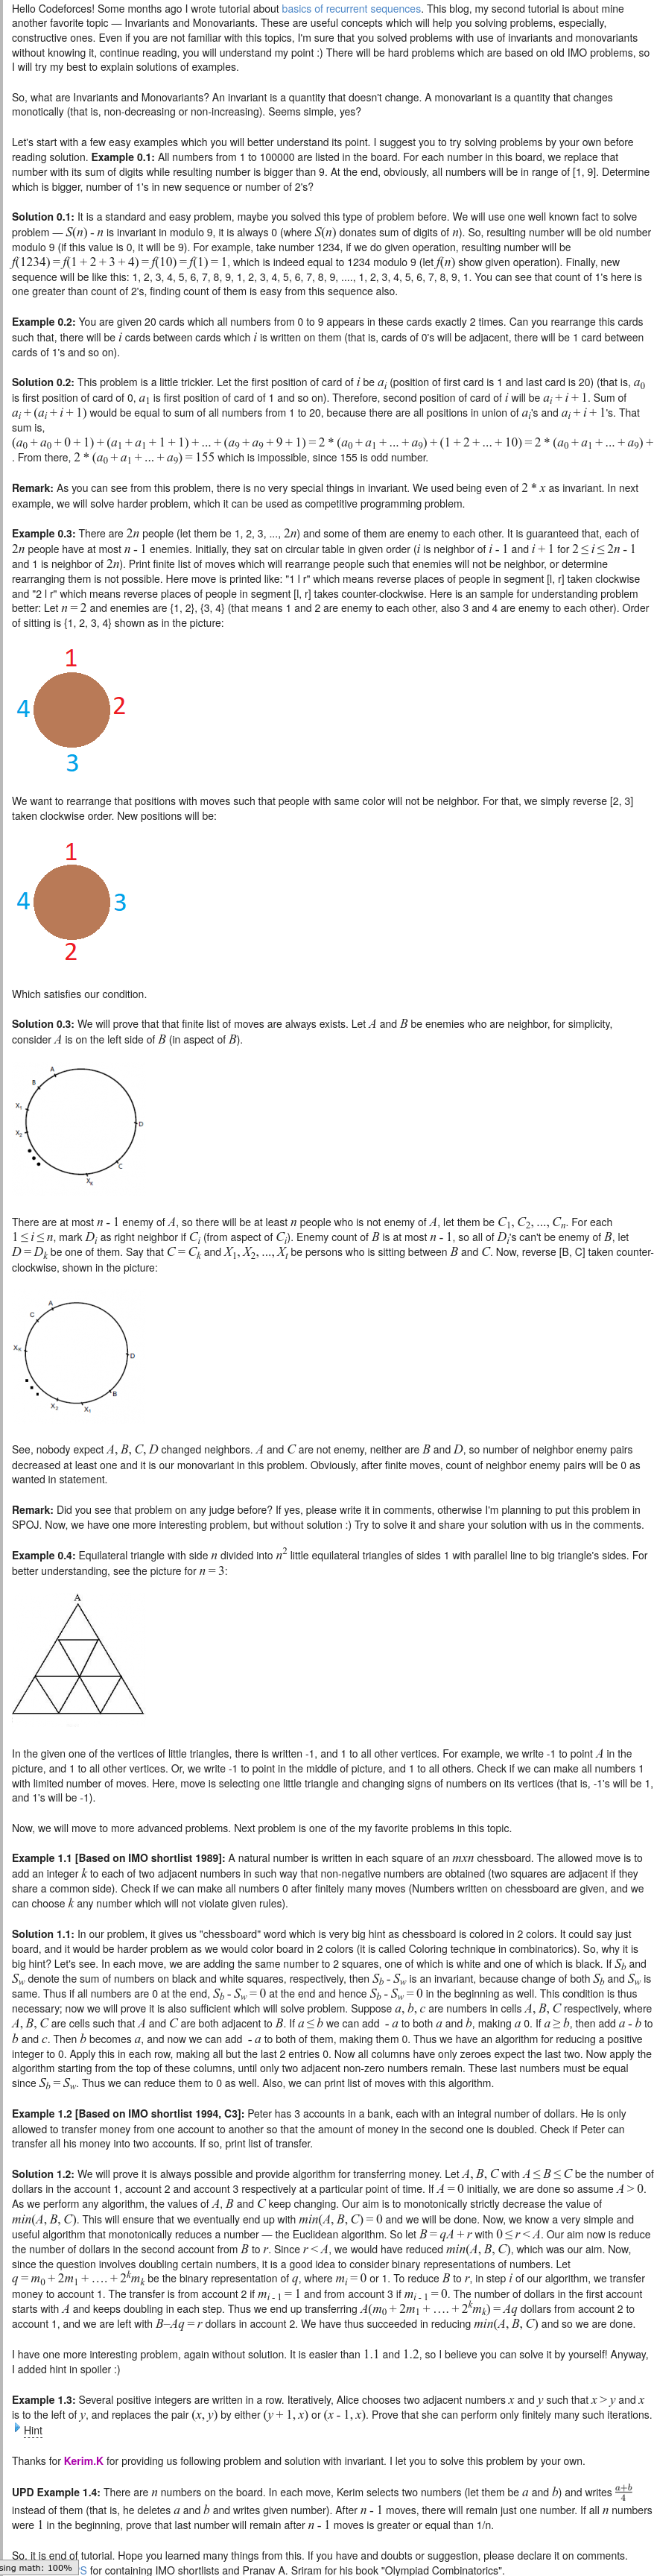 Hello Codeforces! Some months ago I wrote tutorial about basics of recurrent sequences. This blog, my second tutorial is about mine
another favorite topic — Invariants and Monovariants. These are useful concepts which will help you solving problems, especially,
constructive ones. Even if you are not familiar with this topics, I'm sure that you solved problems with use of invariants and monovariants
without knowing it, continue reading, you will understand my point :) There will be hard problems which are based on old IMO problems, so
I will try my best to explain solutions of examples.
So, what are Invariants and Monovariants? An invariant is a quantity that doesn't change. A monovariant is a quantity that changes
monotically (that is, non-decreasing or non-increasing). Seems simple, yes?
Let's start with a few easy examples which you will better understand its point. I suggest you to try solving problems by your own before
reading solution. Example 0.1: All numbers from 1 to 100000 are listed in the board. For each number in this board, we replace that
number with its sum of digits while resulting number is bigger than 9. At the end, obviously, all numbers will be in range of [1, 9]. Determine
which is bigger, number of 1's in new sequence or number of 2's?
Solution 0.1: It is a standard and easy problem, maybe you solved this type of problem before. We will use one well known fact to solve
problem — S(n) - n is invariant in modulo 9, it is always 0 (where S(n) donates sum of digits of n). So, resulting number will be old number
modulo 9 (if this value is 0, it will be 9). For example, take number 1234, if we do given operation, resulting number will be
f(1234) = f(1 + 2 + 3 + 4) = f(10) = f(1) = 1, which is indeed equal to 1234 modulo 9 (let f(n) show given operation). Finally, new
sequence will be like this: 1, 2, 3, 4, 5, 6, 7, 8, 9, 1, 2, 3, 4, 5, 6, 7, 8, 9, ...., 1, 2, 3, 4, 5, 6, 7, 8, 9, 1. You can see that count of 1's here is
one greater than count of 2's, finding count of them is easy from this sequence also.
Example 0.2: You are given 20 cards which all numbers from 0 to 9 appears in these cards exactly 2 times. Can you rearrange this cards
such that, there will be i cards between cards which i is written on them (that is, cards of 0's will be adjacent, there will be 1 card between
cards of 1's and so on).
Solution 0.2: This problem is a little trickier. Let the first position of card of i be a_i (position of first card is 1 and last card is 20) (that is, a_0
is first position of card of 0, a_1 is first position of card of 1 and so on). Therefore, second position of card of i will be a_i + i + 1. Sum of
a_i + (a_i + i + 1) would be equal to sum of all numbers from 1 to 20, because there are all positions in union of a_i's and a_i + i + 1's. That
sum is,
(a_0 + a_0 + 0 + 1) + (a_1 + a_1 + 1 + 1) + ... + (a_9 + a_9 + 9 + 1) = 2 * (a_0 + a_1 + ... + a_9) + (1 + 2 + ... + 10) = 2 * (a_0 + a_1 + ... + a_9) +
. From there, 2 * (a_0 + a_1 + ... + a_9) = 155 which is impossible, since 155 is odd number.
Remark: As you can see from this problem, there is no very special things in invariant. We used being even of 2 * x as invariant. In next
example, we will solve harder problem, which it can be used as competitive programming problem.
Example 0.3: There are 2n people (let them be 1, 2, 3, ..., 2n) and some of them are enemy to each other. It is guaranteed that, each of
2n people have at most n - 1 enemies. Initially, they sat on circular table in given order (i is neighbor of i - 1 and i + 1 for 2 ≤ i ≤ 2n - 1
and 1 is neighbor of 2n). Print finite list of moves which will rearrange people such that enemies will not be neighbor, or determine
rearranging them is not possible. Here move is printed like: "1 l r" which means reverse places of people in segment [l, r] taken clockwise
and "2 l r" which means reverse places of people in segment [l, r] takes counter-clockwise. Here is an sample for understanding problem
better: Let n = 2 and enemies are {1, 2}, {3, 4} (that means 1 and 2 are enemy to each other, also 3 and 4 are enemy to each other). Order
of sitting is {1, 2, 3, 4} shown as in the picture:
1
4 2
3
We want to rearrange that positions with moves such that people with same color will not be neighbor. For that, we simply reverse [2, 3]
taken clockwise order. New positions will be:
1
4 3
2
Which satisfies our condition.
Solution 0.3: We will prove that that finite list of moves are always exists. Let A and B be enemies who are neighbor, for simplicity,
consider A is on the left side of B (in aspect of B).
A
B
X₁
D
X₂
C
X_K
There are at most n - 1 enemy of A, so there will be at least n people who is not enemy of A, let them be C_1, C_2, ..., C_n. For each
1 ≤ i ≤ n, mark D_i as right neighbor if C_i (from aspect of C_i). Enemy count of B is at most n - 1, so all of D_i's can't be enemy of B, let
D = D_k be one of them. Say that C = C_k and X_1, X_2, ..., X_t be persons who is sitting between B and C. Now, reverse [B, C] taken counter-
clockwise, shown in the picture:
A
C
X_K
D
B
X₂ X₁
See, nobody expect A, B, C, D changed neighbors. A and C are not enemy, neither are B and D, so number of neighbor enemy pairs
decreased at least one and it is our monovariant in this problem. Obviously, after finite moves, count of neighbor enemy pairs will be 0 as
wanted in statement.
Remark: Did you see that problem on any judge before? If yes, please write it in comments, otherwise I'm planning to put this problem in
SPOJ. Now, we have one more interesting problem, but without solution :) Try to solve it and share your solution with us in the comments.
Example 0.4: Equilateral triangle with side n divided into n² little equilateral triangles of sides 1 with parallel line to big triangle's sides. For
better understanding, see the picture for n = 3:
A
In the given one of the vertices of little triangles, there is written -1, and 1 to all other vertices. For example, we write -1 to point A in the
picture, and 1 to all other vertices. Or, we write -1 to point in the middle of picture, and 1 to all others. Check if we can make all numbers 1
with limited number of moves. Here, move is selecting one little triangle and changing signs of numbers on its vertices (that is, -1's will be 1,
and 1's will be -1).
Now, we will move to more advanced problems. Next problem is one of the my favorite problems in this topic.
Example 1.1 [Based on IMO shortlist 1989]: A natural number is written in each square of an mxn chessboard. The allowed move is to
add an integer k to each of two adjacent numbers in such way that non-negative numbers are obtained (two squares are adjacent if they
share a common side). Check if we can make all numbers 0 after finitely many moves (Numbers written on chessboard are given, and we
can choose k any number which will not violate given rules).
Solution 1.1: In our problem, it gives us "chessboard" word which is very big hint as chessboard is colored in 2 colors. It could say just
board, and it would be harder problem as we would color board in 2 colors (it is called Coloring technique in combinatorics). So, why it is
big hint? Let's see. In each move, we are adding the same number to 2 squares, one of which is white and one of which is black. If S_b and
S_w denote the sum of numbers on black and white squares, respectively, then S_b - S_w is an invariant, because change of both S_b and S_w is
same. Thus if all numbers are 0 at the end, S_b - S_w = 0 at the end and hence S_b - S_w = 0 in the beginning as well. This condition is thus
necessary; now we will prove it is also sufficient which will solve problem. Suppose a, b, c are numbers in cells A, B, C respectively, where
A, B, C are cells such that A and C are both adjacent to B. If a ≤ b we can add - a to both a and b, making a 0. If a ≥ b, then add a - b to
b and c. Then b becomes a, and now we can add - a to both of them, making them 0. Thus we have an algorithm for reducing a positive
integer to 0. Apply this in each row, making all but the last 2 entries 0. Now all columns have only zeroes expect the last two. Now apply the
algorithm starting from the top of these columns, until only two adjacent non-zero numbers remain. These last numbers must be equal
since S_b = S_w. Thus we can reduce them to 0 as well. Also, we can print list of moves with this algorithm.
Example 1.2 [Based on IMO shortlist 1994, C3]: Peter has 3 accounts in a bank, each with an integral number of dollars. He is only
allowed to transfer money from one account to another so that the amount of money in the second one is doubled. Check if Peter can
transfer all his money into two accounts. If so, print list of transfer.
Solution 1.2: We will prove it is always possible and provide algorithm for transferring money. Let A, B, C with A ≤ B ≤ C be the number of
dollars in the account 1, account 2 and account 3 respectively at a particular point of time. If A = 0 initially, we are done so assume A > 0.
As we perform any algorithm, the values of A, B and C keep changing. Our aim is to monotonically strictly decrease the value of
min(A, B, C). This will ensure that we eventually end up with min(A, B, C) = 0 and we will be done. Now, we know a very simple and
useful algorithm that monotonically reduces a number — the Euclidean algorithm. So let B = qA + r with 0 ≤ r < A. Our aim now is reduce
the number of dollars in the second account from B to r. Since r < A, we would have reduced min(A, B, C), which was our aim. Now,
since the question involves doubling certain numbers, it is a good idea to consider binary representations of numbers. Let
q = m_0 + 2m_1 + .... + 2^k m_k be the binary representation of q, where m_i = 0 or 1. To reduce B to r, in step i of our algorithm, we transfer
money to account 1. The transfer is from account 2 if m_{i - 1} = 1 and from account 3 if m_{i - 1} = 0. The number of dollars in the first account
starts with A and keeps doubling in each step. Thus we end up transferring A(m_0 + 2m_1 + .... + 2^k m_k) = Aq dollars from account 2 to
account 1, and we are left with B–Aq = r dollars in account 2. We have thus succeeded in reducing min(A, B, C) and so we are done.
I have one more interesting problem, again without solution. It is easier than 1.1 and 1.2, so I believe you can solve it by yourself! Anyway,
I added hint in spoiler :)
Example 1.3: Several positive integers are written in a row. Iteratively, Alice chooses two adjacent numbers x and y such that x > y and x
is to the left of y, and replaces the pair (x, y) by either (y + 1, x) or (x - 1, x). Prove that she can perform only finitely many such iterations.
Hint
Thanks for Kerim.K for providing us following problem and solution with invariant. I let you to solve this problem by your own.
UPD Example 1.4: There are n numbers on the board. In each move, Kerim selects two numbers (let them be a and b) and writes (a+b)/4
instead of them (that is, he deletes a and b and writes given number). After n - 1 moves, there will remain just one number. If all n numbers
were 1 in the beginning, prove that last number will remain after n - 1 moves is greater or equal than 1/n.
So, it is end of tutorial. Hope you learned many things from this. If you have and doubts or suggestion, please declare it on comments.
sing math: 100% S for containing IMO shortlists and Pranav A. Sriram for his book "Olympiad Combinatorics".